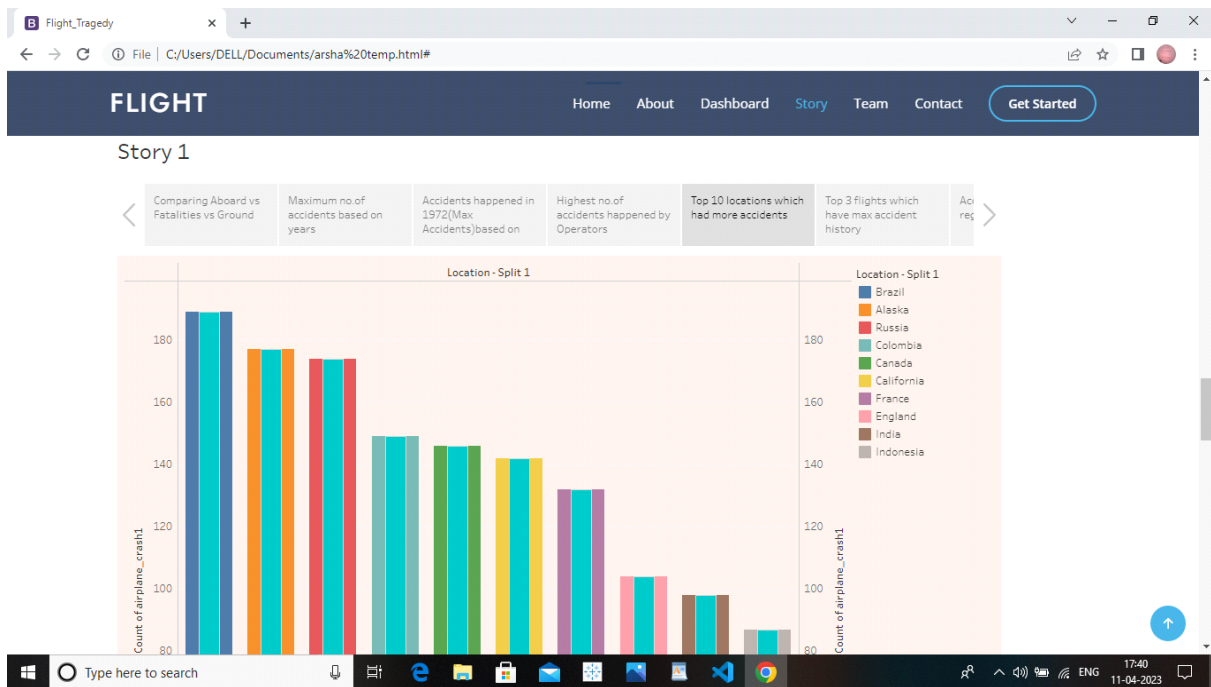 Flight_Tragedy
File C:/Users/DELL/Documents/arsha%20temp.html#
FLIGHT
Home About Dashboard Story Team Contact Get Started
Story 1
Comparing Aboard vs
Fatalities vs Ground
Maximum no.of
accidents based on
years
Accidents happened in
1972(Max
Accidents)based on
Highest no.of
accidents happened by
Operators
Top 10 locations which
had more accidents
Top 3 flights which
have max accident
history
Location - Split 1
180
160
140
120
100
80
Count of airplane_crash1
180
160
140
120
100
80
Count of airplane_crash1
Location - Split 1
Brazil
Alaska
Russia
Colombia
Canada
California
France
England
India
Indonesia
Type here to search
ENG
17:40
11-04-2023